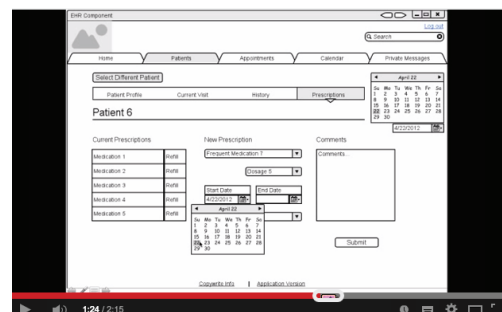 EHR Component
Log out
Search
Home Patients Appointments Calendar Private Messages
Select Different Patient
Patient Profile Current Visit History Prescriptions
Patient 6
April 22
Su Mo Tu We Th Fr Sa
1 2 3 4 5 6 7
8 9 10 11 12 13 14
15 16 17 18 19 20 21
22 23 24 25 26 27 28
29 30
4/22/2012
Current Prescriptions New Prescription Comments
Medication 1 Refill
Medication 2 Refill
Medication 3 Refill
Medication 4 Refill
Medication 5 Refill
Frequent Medication 7
Dosage 5
Start Date End Date
4/22/2012
April 22
Su Mo Tu We Th Fr Sa
1 2 3 4 5 6 7
8 9 10 11 12 13 14
15 16 17 18 19 20 21
22 23 24 25 26 27 28
29 30
Comments
Submit
Copywrite Info | Application Version
1:24 / 2:15